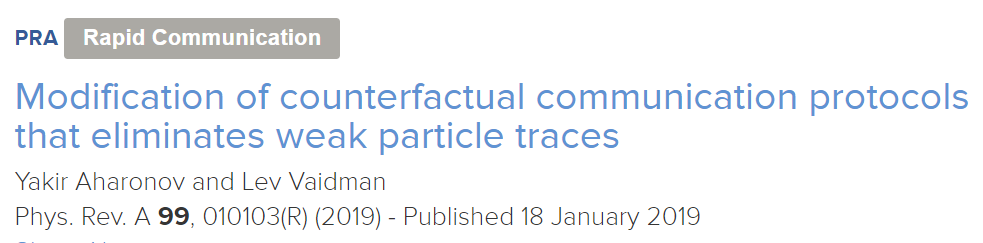 PRA Rapid Communication
Modification of counterfactual communication protocols
that eliminates weak particle traces
Yakir Aharonov and Lev Vaidman
Phys. Rev. A 99, 010103(R) (2019) - Published 18 January 2019